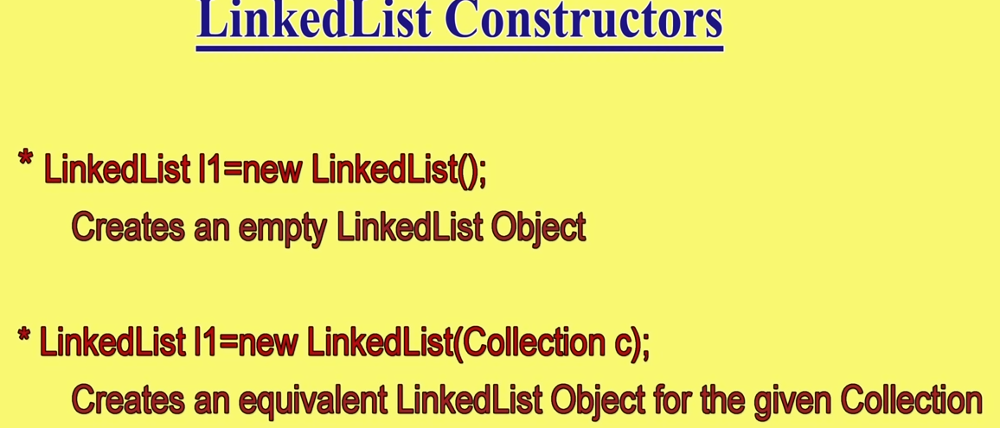 LinkedList Constructors
* LinkedList l1=new LinkedList();
Creates an empty LinkedList Object
* LinkedList l1=new LinkedList(Collection c);
Creates an equivalent LinkedList Object for the given Collection